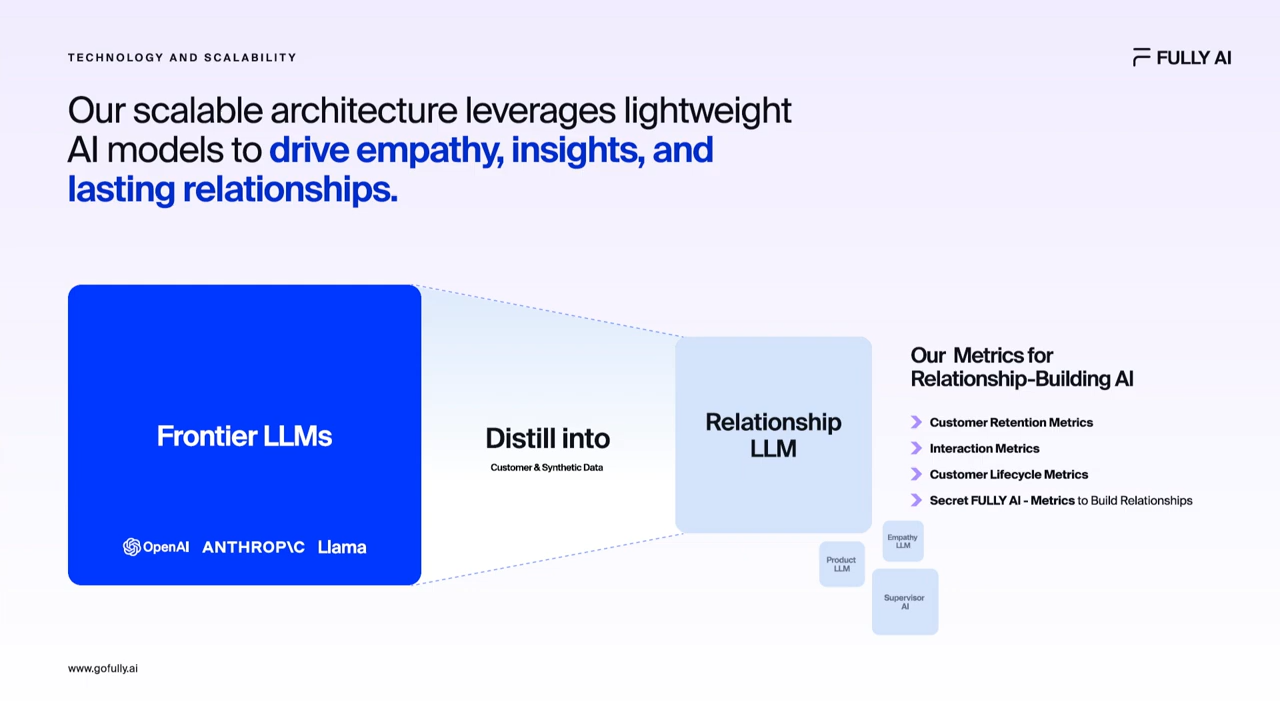 TECHNOLOGY AND SCALABILITY
FULLY AI
Our scalable architecture leverages lightweight
AI models to drive empathy, insights, and
lasting relationships.
Frontier LLMs
OpenAI ANTHROP\C Llama
Distill into
Customer & Synthetic Data
Relationship
LLM
Our Metrics for
Relationship-Building AI
Customer Retention Metrics
Interaction Metrics
Customer Lifecycle Metrics
Secret FULLY AI - Metrics to Build Relationships
Empathy
LLM
Product
LLM
Supervisor
AI
www.gofully.ai